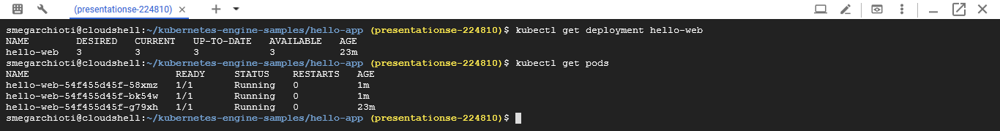 (presentationse-224810)
smegarchioti@cloudshell:~/kubernetes-engine-samples/hello-app (presentationse-224810)$ kubectl get deployment hello-web
NAME DESIRED CURRENT UP-TO-DATE AVAILABLE AGE
hello-web 3 3 3 3 23m
smegarchioti@cloudshell:~/kubernetes-engine-samples/hello-app (presentationse-224810)$ kubectl get pods
NAME READY STATUS RESTARTS AGE
hello-web-54f455d45f-58xmz 1/1 Running 0 1m
hello-web-54f455d45f-bk54w 1/1 Running 0 1m
hello-web-54f455d45f-g79xh 1/1 Running 0 23m
smegarchioti@cloudshell:~/kubernetes-engine-samples/hello-app (presentationse-224810)$